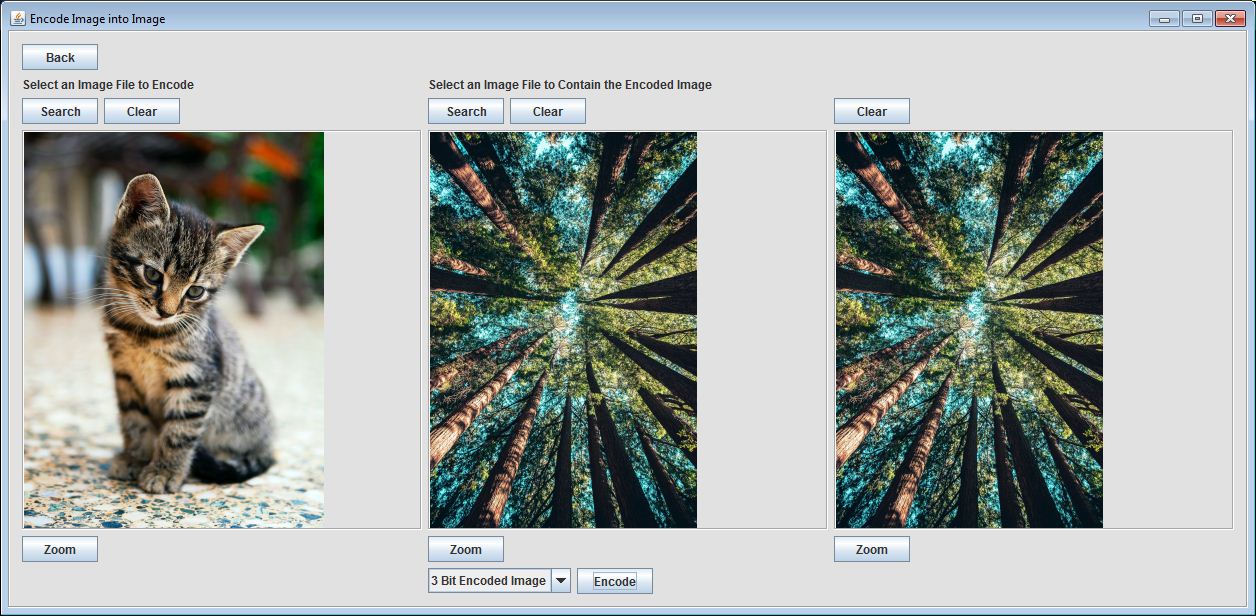 Encode Image into Image
Back
Select an Image File to Encode
Select an Image File to Contain the Encoded Image
Search Clear
Search Clear
Clear
Zoom
Zoom
Zoom
3 Bit Encoded Image
Encode